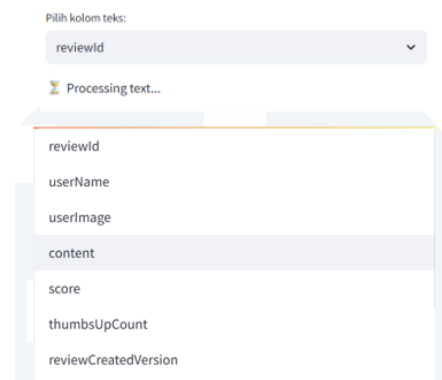 Pilih kolom teks:
reviewId
⏳ Processing text...
reviewId
userName
userImage
content
score
thumbsUpCount
reviewCreatedVersion